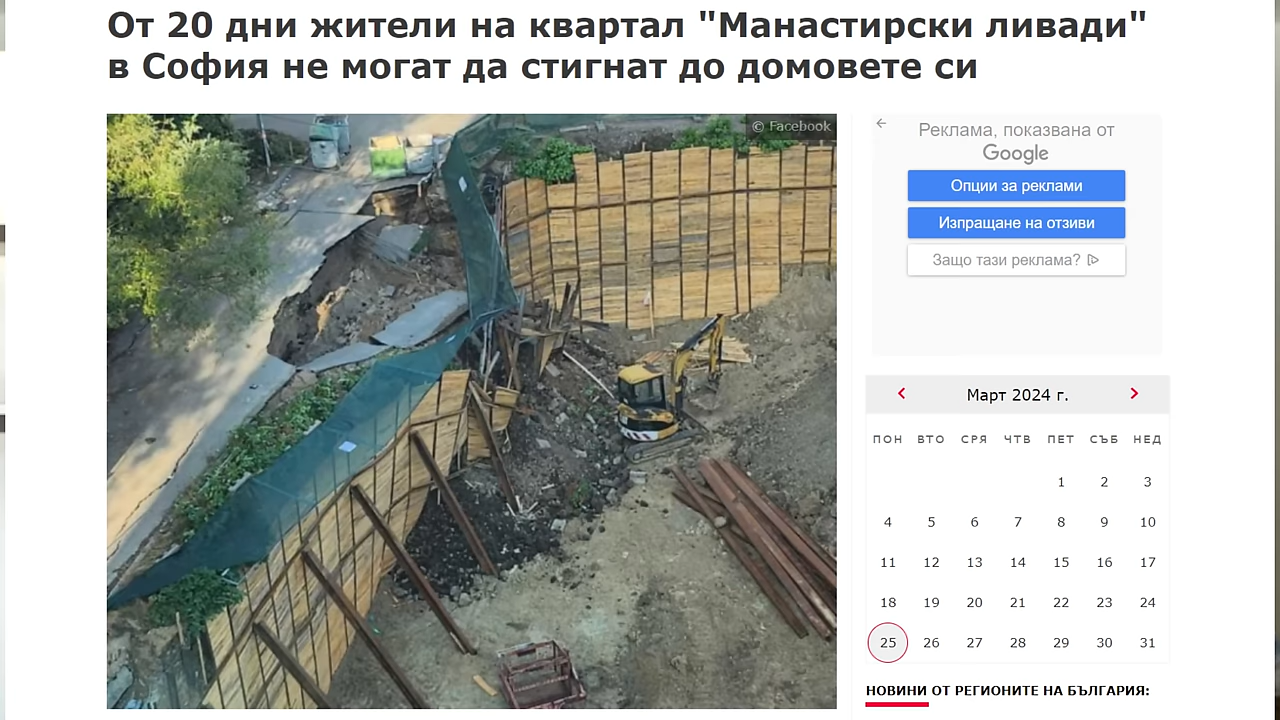 От 20 дни жители на квартал "Манастирски ливади"
в София не могат да стигнат до домовете си
© Facebook
Реклама, показвана от
Google
Опции за реклами
Изпращане на отзиви
Защо тази реклама?
Март 2024 г.
ПОН ВТО СРЯ ЧТВ ПЕТ СЪБ НЕД
1 2 3
4 5 6 7 8 9 10
11 12 13 14 15 16 17
18 19 20 21 22 23 24
25 26 27 28 29 30 31
НОВИНИ ОТ РЕГИОНИТЕ НА БЪЛГАРИЯ: